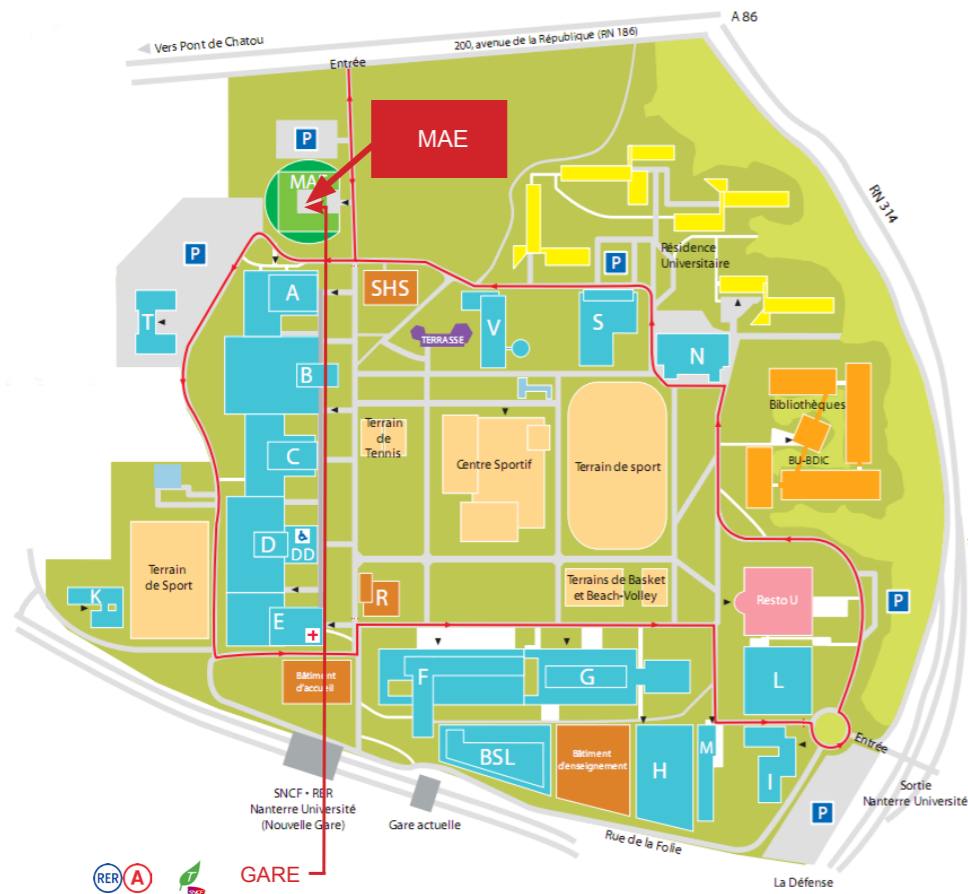 A 86
Vers Pont de Chatou
200, avenue de la République (RN 186)
Entrée
MAE
P
MAE
RN 314
P
Résidence
Universitaire
P
A
SHS
T
V
S
TERRASSE
N
B
Bibliothèques
Terrain
de
Tennis
C
Centre Sportif
Terrain de sport
BU-BDIC
D
DD
Terrain
de Sport
Terrains de Basket
et Beach-Volley
K
R
Resto U
P
E
F
G
L
Bâtiment
d'accueil
BSL
Bâtiment
d'enseignement
H
M
I
Entrée
SNCF • RER
Nanterre Université
(Nouvelle Gare)
Gare actuelle
Sortie
Nanterre Université
P
Rue de la Folie
La Défense
RER A
T
SNCF
GARE